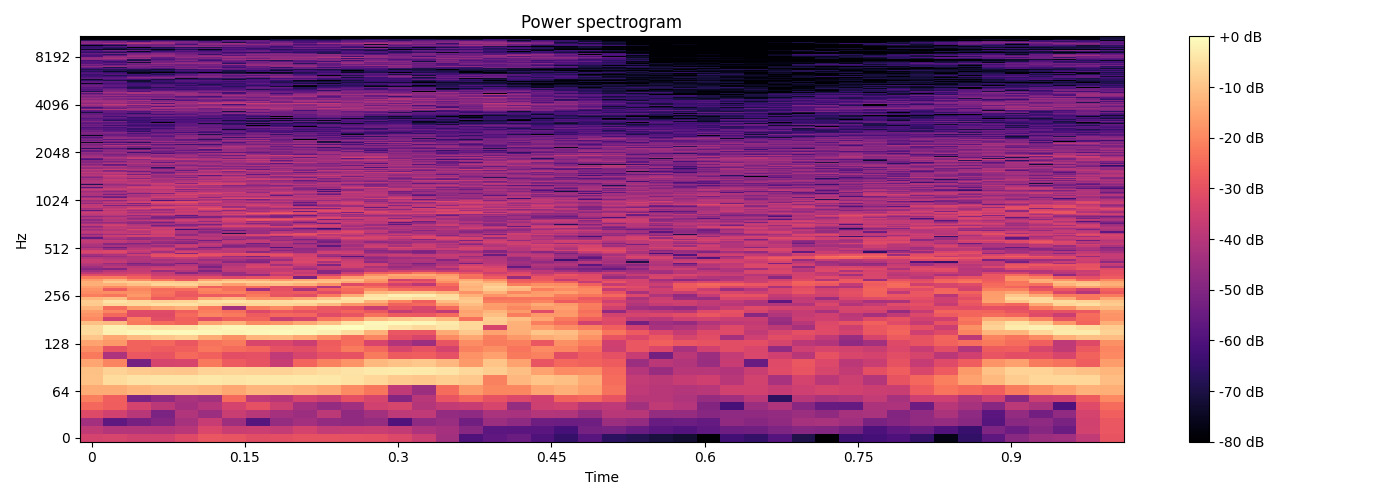 Power spectrogram
8192
4096
2048
1024
512
256
128
64
0
Hz
0 0.15 0.3 0.45 0.6 0.75 0.9
Time
+0 dB
-10 dB
-20 dB
-30 dB
-40 dB
-50 dB
-60 dB
-70 dB
-80 dB